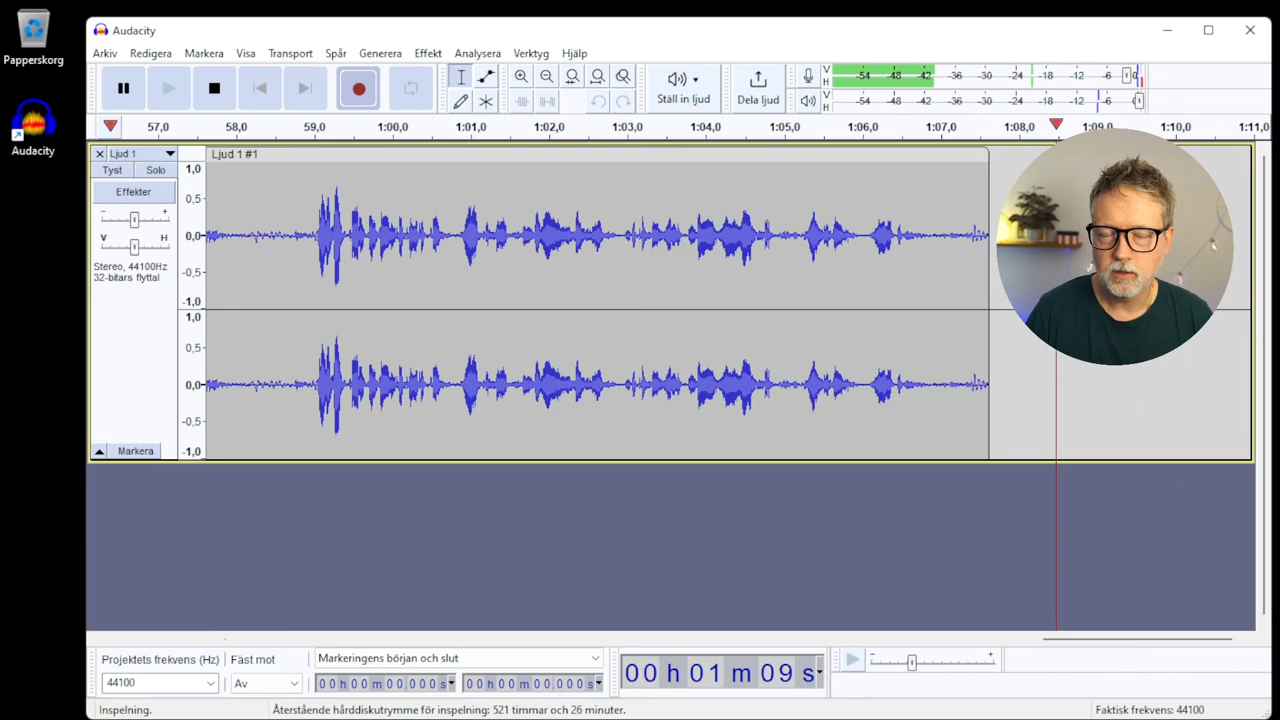 Papperskorg
Audacity
Audacity
Arkiv Redigera Markera Visa Transport Spår Generera Effekt Analysera Verktyg Hjälp
Ställ in ljud
Dela ljud
V H -54 -48 -42 -36 -30 -24 -18 -12 -6 0
V H -54 -48 -42 -36 -30 -24 -18 -12 -6 0
57,0 58,0 59,0 1:00,0 1:01,0 1:02,0 1:03,0 1:04,0 1:05,0 1:06,0 1:07,0 1:08,0 1:09,0 1:10,0 1:11,0
Ljud 1
Ljud 1 #1
Tyst Solo
Effekter
- +
V H
Stereo, 44100Hz
32-bitars flyttal
1,0
0,5
0,0
-0,5
-1,0
1,0
0,5
0,0
-0,5
-1,0
Markera
Projektets frekvens (Hz) Fäst mot
Markeringens början och slut
44100 Av
00 h 00 m 00,000 s 00 h 00 m 00,000 s
00 h 01 m 09 s
- +
Inspelning.
Återstående hårddiskutrymme för inspelning: 521 timmar och 26 minuter.
Faktisk frekvens: 44100